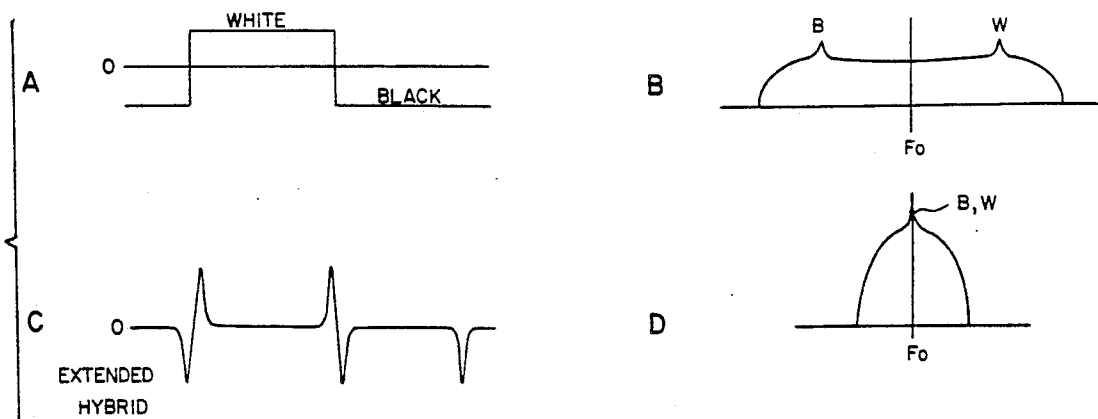 WHITE
B W
O
A
BLACK
B
Fo
B, W
C
O
D
Fo
EXTENDED
HYBRID